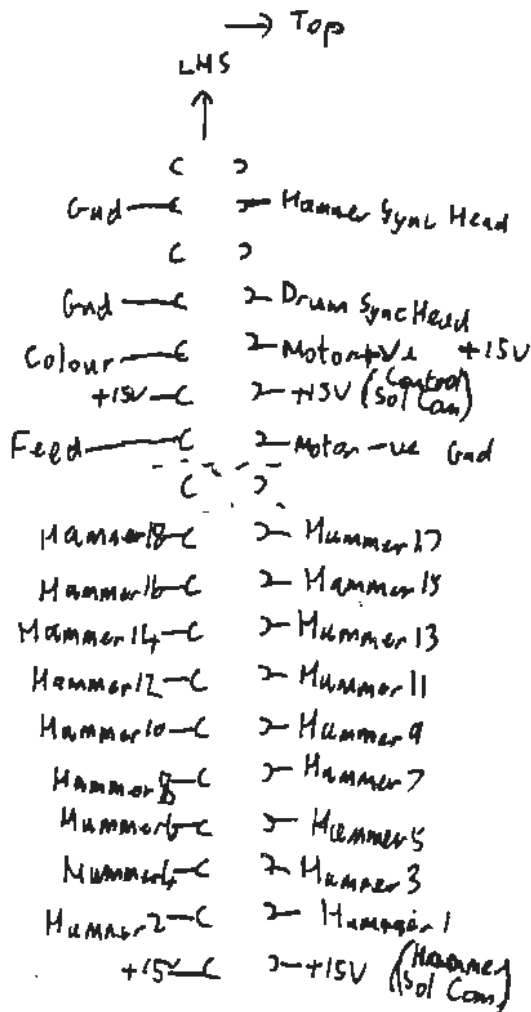 → Top
LHS
↑
Gnd Hammer Sync Head
Gnd Drum Sync Head
Colour Motor +ve +15V
+15V +15V (Control Sol Com)
Feed Motor -ve Gnd
Hammer 18 Hammer 17
Hammer 16 Hammer 15
Hammer 14 Hammer 13
Hammer 12 Hammer 11
Hammer 10 Hammer 9
Hammer 8 Hammer 7
Hammer 6 Hammer 5
Hammer 4 Hammer 3
Hammer 2 Hammer 1
+15V +15V (Hammer Sol Com)